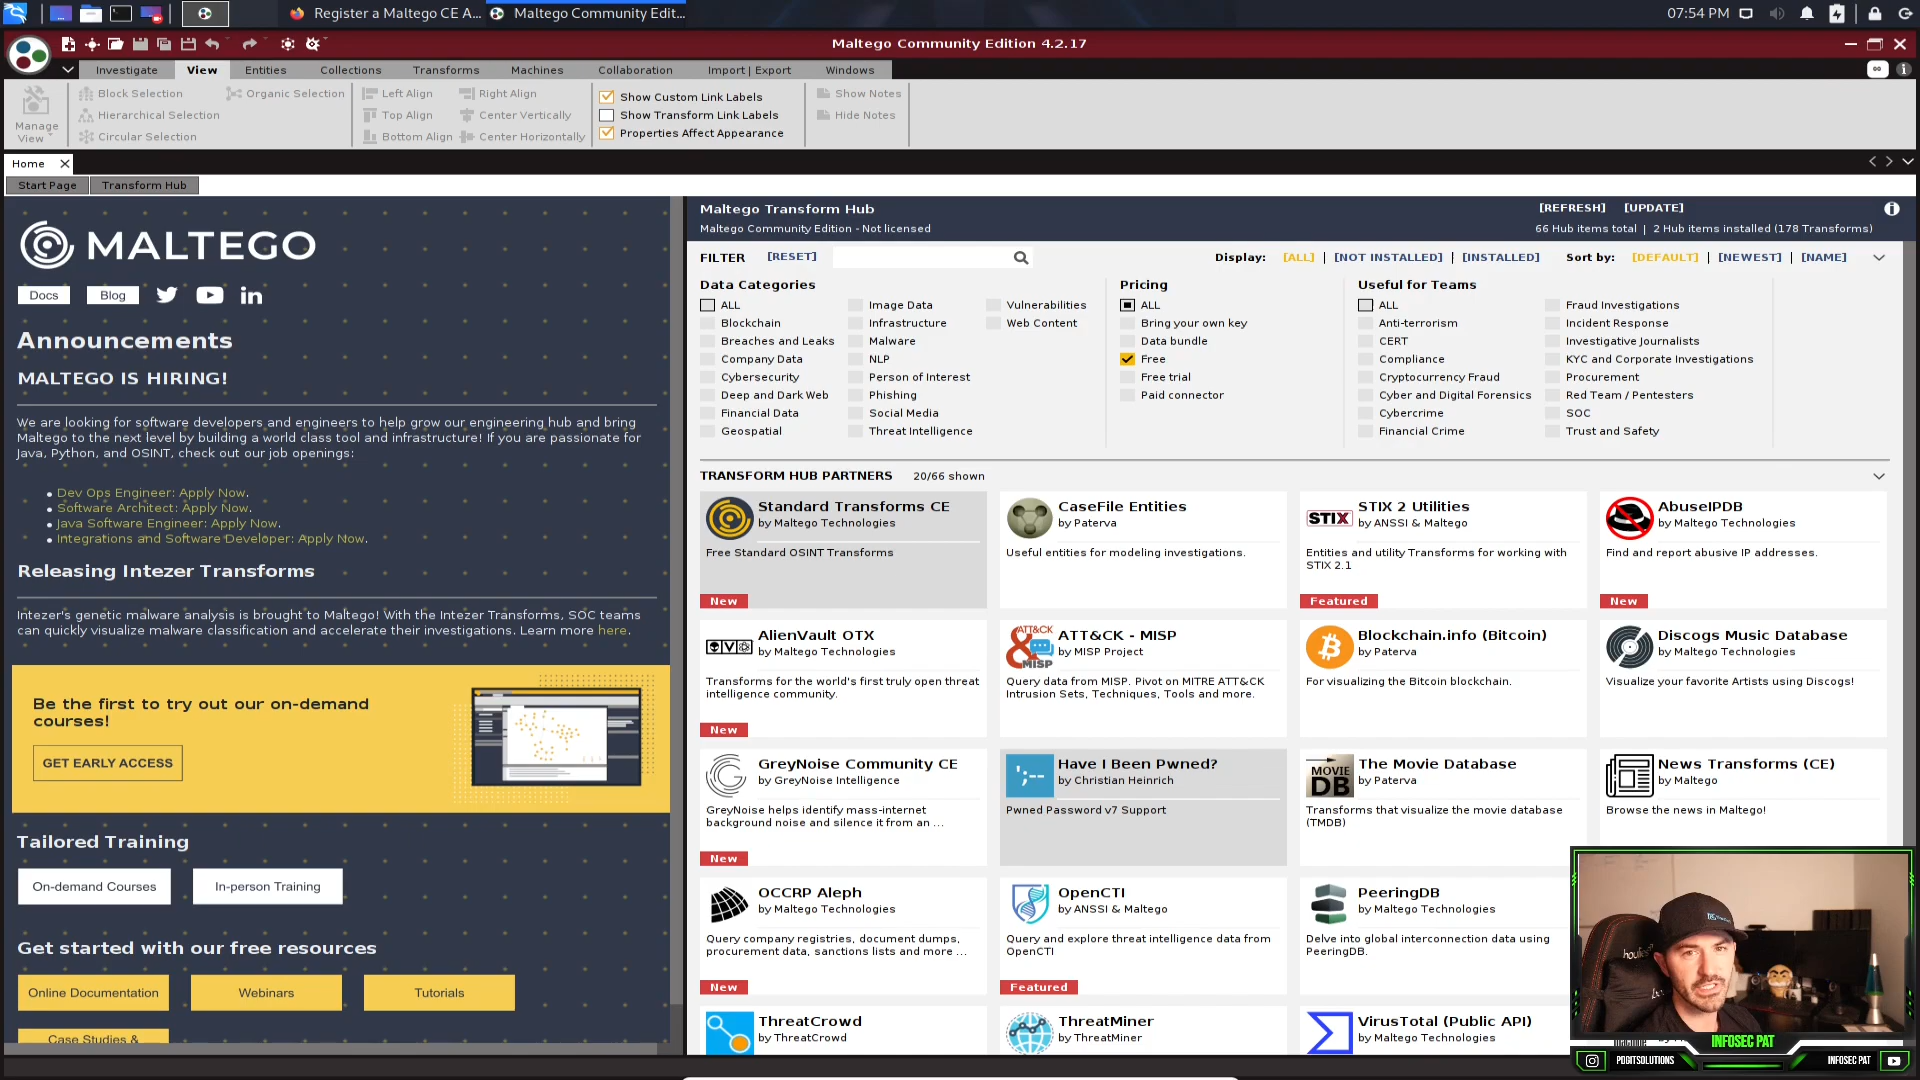 Register a Maltego CE A...
Maltego Community Edit...
07:54 PM
Maltego Community Edition 4.2.17
Investigate
View
Entities
Collections
Transforms
Machines
Collaboration
Import | Export
Windows
Manage
View
Block Selection
Hierarchical Selection
Circular Selection
Organic Selection
Left Align
Top Align
Bottom Align
Right Align
Center Vertically
Center Horizontally
Show Custom Link Labels
Show Transform Link Labels
Properties Affect Appearance
Show Notes
Hide Notes
Home
Start Page
Transform Hub
MALTEGO
Docs
Blog
Announcements
MALTEGO IS HIRING!
We are looking for software developers and engineers to help grow our engineering hub and bring
Maltego to the next level by building a world class tool and infrastructure! If you are passionate for
Java, Python, and OSINT, check out our job openings:
Dev Ops Engineer: Apply Now.
Software Architect: Apply Now.
Java Software Engineer: Apply Now.
Integrations and Software Developer: Apply Now.
Releasing Intezer Transforms
Intezer's genetic malware analysis is brought to Maltego! With the Intezer Transforms, SOC teams
can quickly visualize malware classification and accelerate their investigations. Learn more here.
Be the first to try out our on-demand
courses!
GET EARLY ACCESS
Tailored Training
On-demand Courses
In-person Training
Get started with our free resources
Online Documentation
Webinars
Tutorials
Case Studies &
Maltego Transform Hub
[REFRESH] [UPDATE]
Maltego Community Edition - Not licensed
66 Hub items total | 2 Hub items installed (178 Transforms)
FILTER
[RESET]
Display: [ALL] | [NOT INSTALLED] | [INSTALLED]
Sort by: [DEFAULT] | [NEWEST] | [NAME]
Data Categories
ALL
Blockchain
Breaches and Leaks
Company Data
Cybersecurity
Deep and Dark Web
Financial Data
Geospatial
Image Data
Infrastructure
Malware
NLP
Person of Interest
Phishing
Social Media
Threat Intelligence
Vulnerabilities
Web Content
Pricing
ALL
Bring your own key
Data bundle
Free
Free trial
Paid connector
Useful for Teams
ALL
Anti-terrorism
CERT
Compliance
Cryptocurrency Fraud
Cyber and Digital Forensics
Cybercrime
Financial Crime
Fraud Investigations
Incident Response
Investigative Journalists
KYC and Corporate Investigations
Procurement
Red Team / Pentesters
SOC
Trust and Safety
TRANSFORM HUB PARTNERS 20/66 shown
Standard Transforms CE
by Maltego Technologies
Free Standard OSINT Transforms
New
CaseFile Entities
by Paterva
Useful entities for modeling investigations.
STIX
STIX 2 Utilities
by ANSSI & Maltego
Entities and utility Transforms for working with
STIX 2.1
Featured
AbuseIPDB
by Maltego Technologies
Find and report abusive IP addresses.
New
AlienVault OTX
by Maltego Technologies
Transforms for the world's first truly open threat
intelligence community.
New
ATT&CK
& MISP
ATT&CK - MISP
by MISP Project
Query data from MISP. Pivot on MITRE ATT&CK
Intrusion Sets, Techniques, Tools and more.
Blockchain.info (Bitcoin)
by Paterva
For visualizing the Bitcoin blockchain.
Discogs Music Database
by Maltego Technologies
Visualize your favorite Artists using Discogs!
GreyNoise Community CE
by GreyNoise Intelligence
GreyNoise helps identify mass-internet
background noise and silence it from an ...
New
';--
Have I Been Pwned?
by Christian Heinrich
Pwned Password v7 Support
MOVIE
DB
The Movie Database
by Paterva
Transforms that visualize the movie database
(TMDB)
News Transforms (CE)
by Maltego
Browse the news in Maltego!
OCCRP Aleph
by Maltego Technologies
Query company registries, document dumps,
procurement data, sanctions lists and more ...
New
OpenCTI
by ANSSI & Maltego
Query and explore threat intelligence data from
OpenCTI
Featured
PeeringDB
by Maltego Technologies
Delve into global interconnection data using
PeeringDB.
ThreatCrowd
by ThreatCrowd
ThreatMiner
by ThreatMiner
VirusTotal (Public API)
by Maltego Technologies
INFOSEC PAT
PDDITSOLUTIONS
INFOSEC PAT